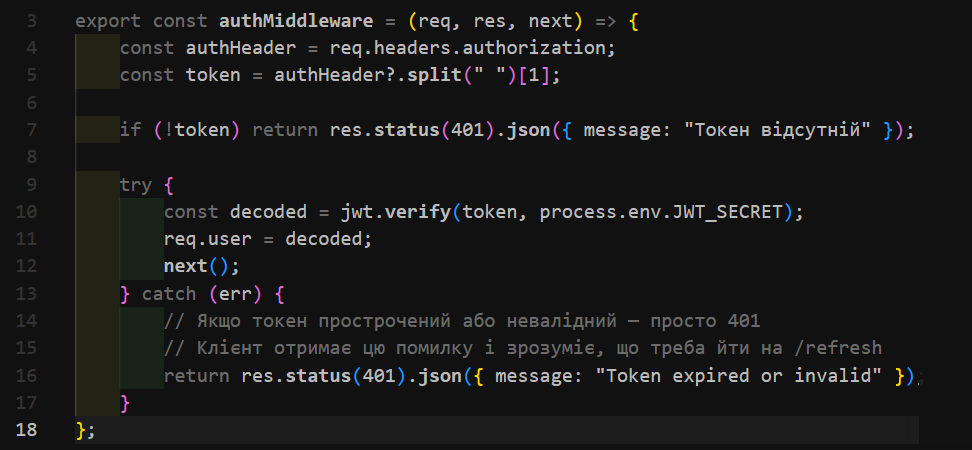 3 export const authMiddleware = (req, res, next) => {
4 const authHeader = req.headers.authorization;
5 const token = authHeader?.split(" ")[1];
6
7 if (!token) return res.status(401).json({ message: "Токен відсутній" });
8
9 try {
10 const decoded = jwt.verify(token, process.env.JWT_SECRET);
11 req.user = decoded;
12 next();
13 } catch (err) {
14 // Якщо токен прострочений або невалідний — просто 401
15 // Клієнт отримає цю помилку і зрозуміє, що треба йти на /refresh
16 return res.status(401).json({ message: "Token expired or invalid" });
17 }
18 };